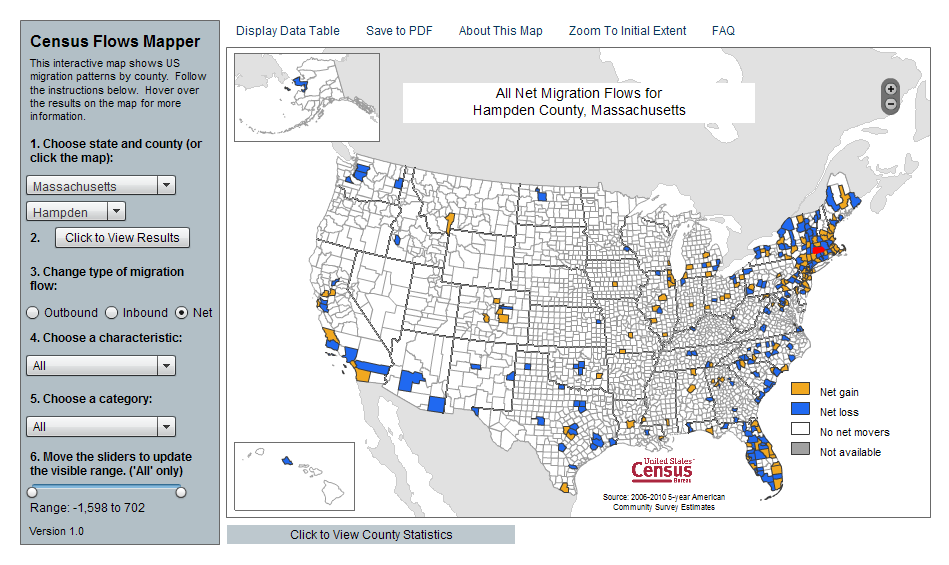 Census Flows Mapper
This interactive map shows US
migration patterns by county. Follow
the instructions below. Hover over
the results on the map for more
information.
1. Choose state and county (or
click the map):
Massachusetts
Hampden
2. Click to View Results
3. Change type of migration
flow:
Outbound Inbound Net
4. Choose a characteristic:
All
5. Choose a category:
All
6. Move the sliders to update
the visible range. ('All' only)
Range: -1,598 to 702
Version 1.0
Display Data Table Save to PDF About This Map Zoom To Initial Extent FAQ
All Net Migration Flows for
Hampden County, Massachusetts
Net gain
Net loss
No net movers
Not available
United States'
Census
Bureau
Source: 2006-2010 5-year American
Community Survey Estimates
Click to View County Statistics